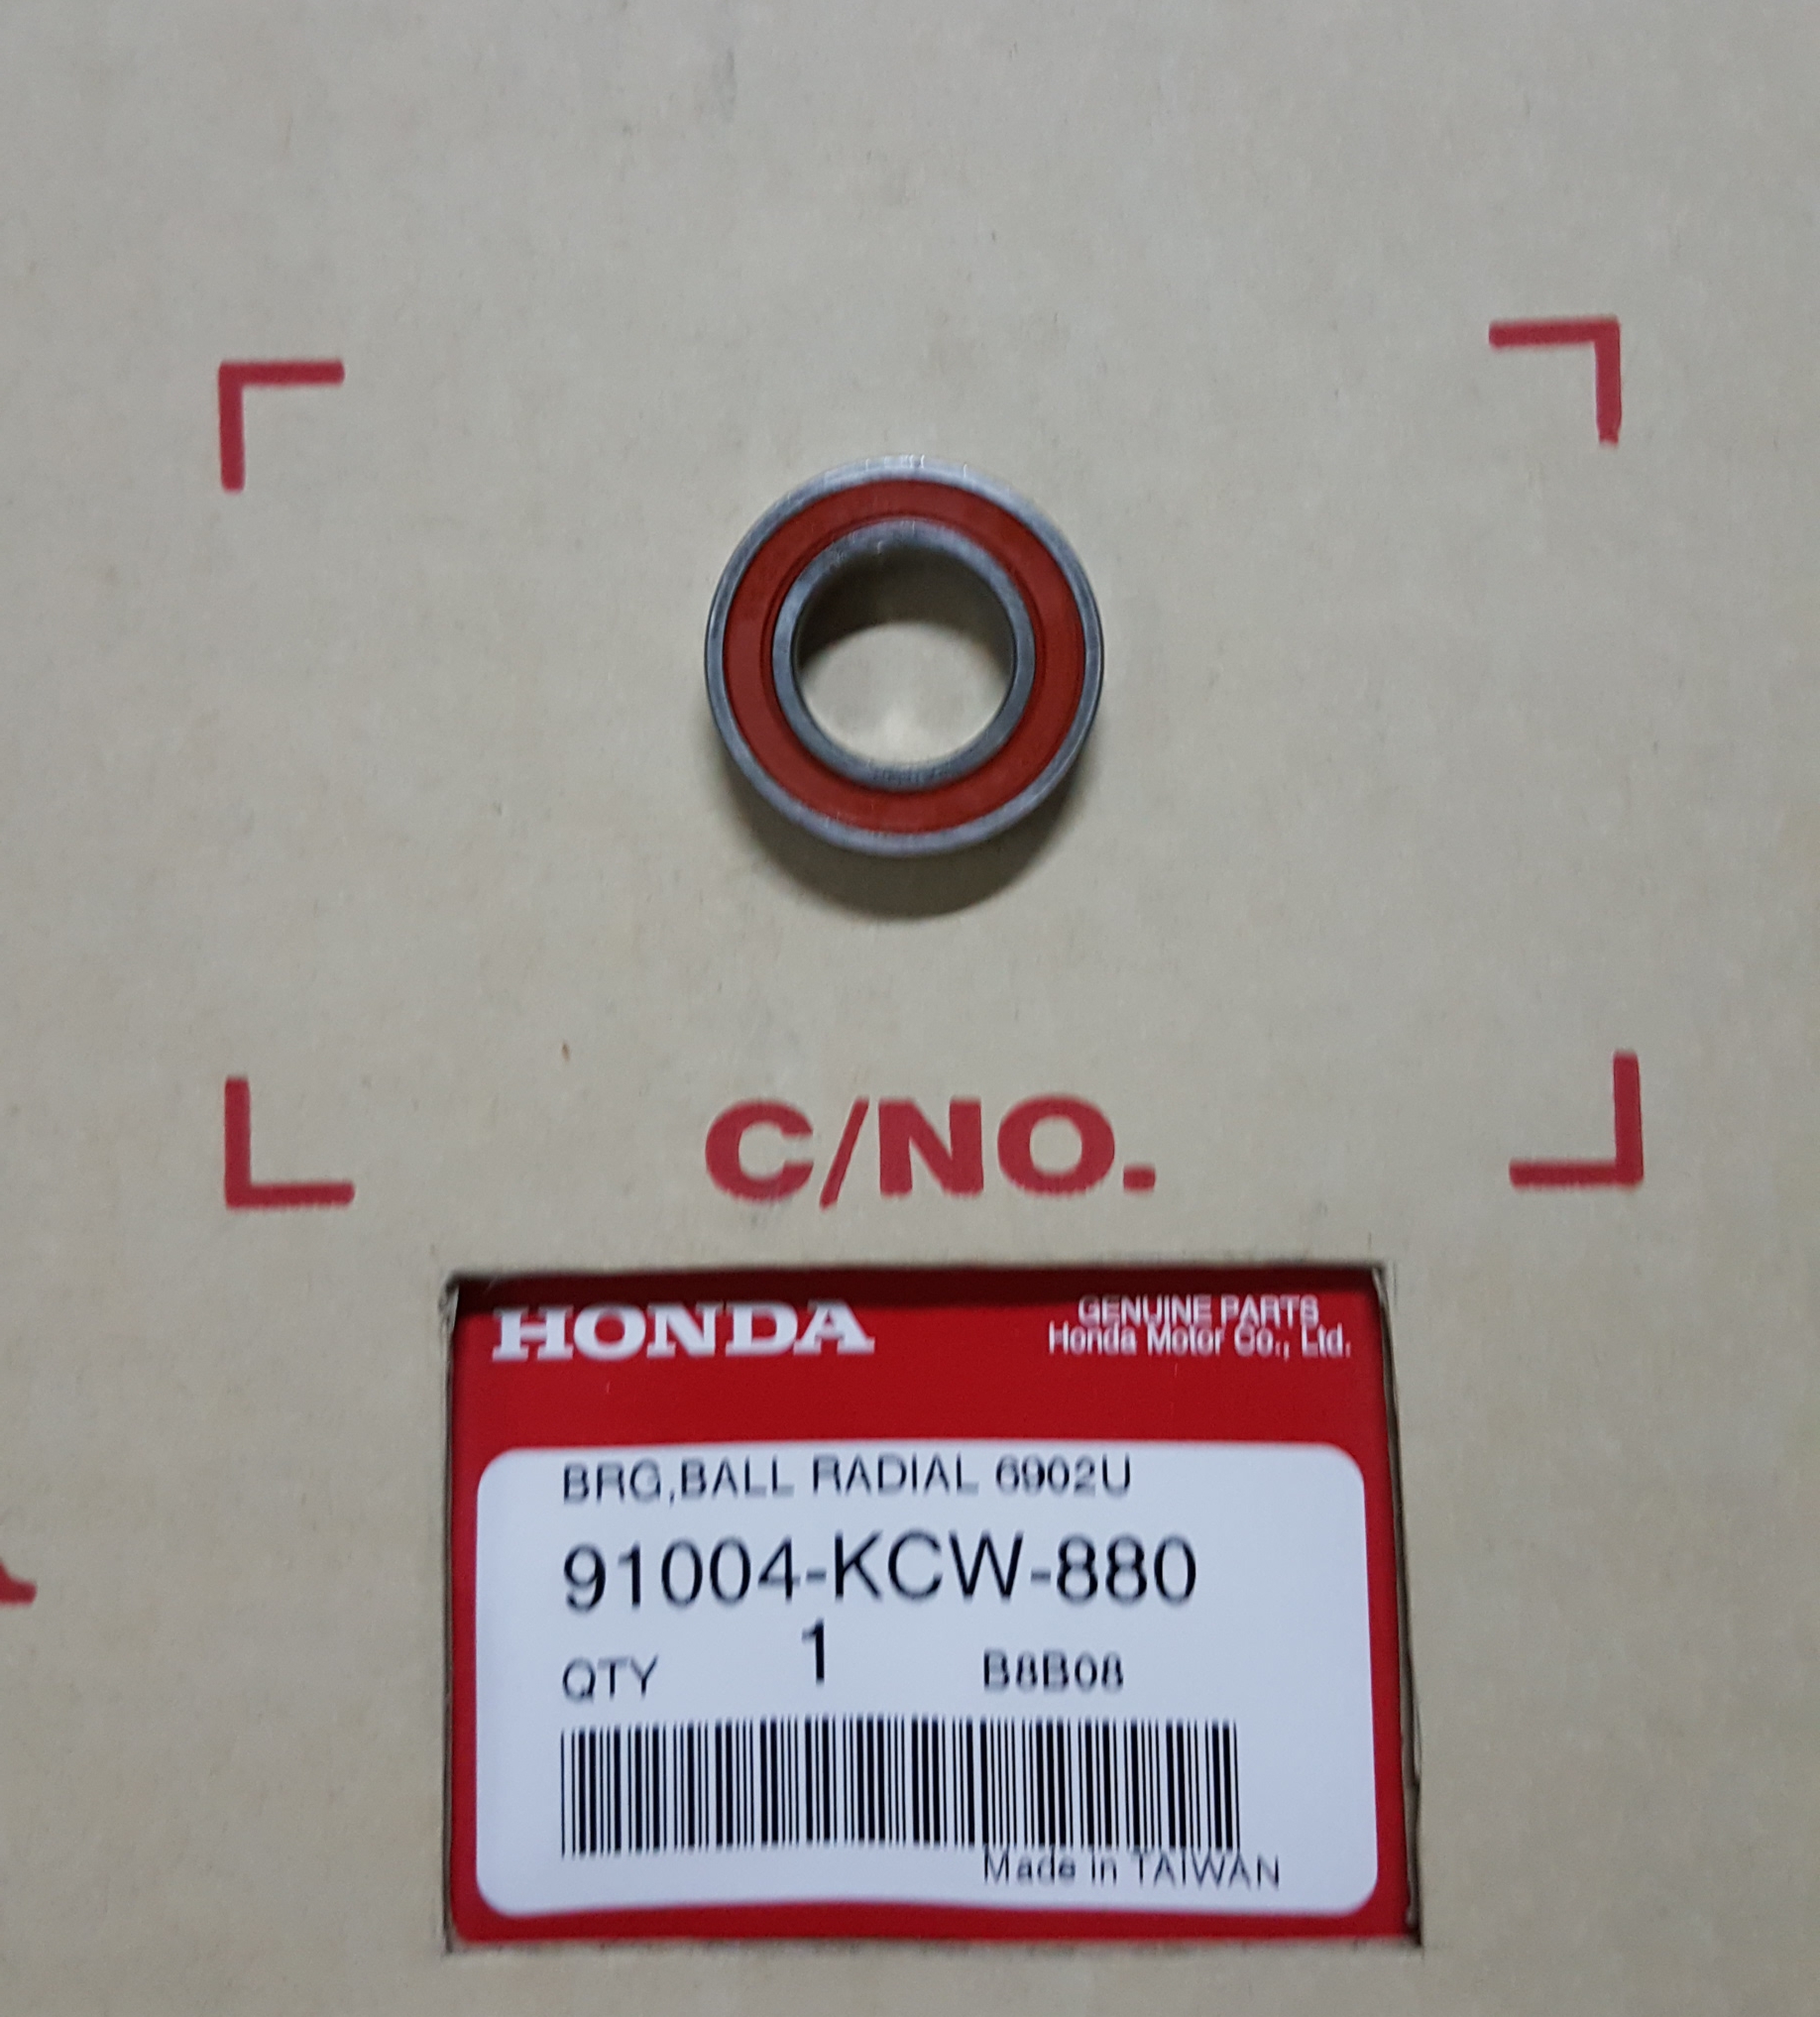 C/NO.
HONDA
GENUINE PARTS
Honda Motor Co., Ltd.
BRG,BALL RADIAL 6902U
91004-KCW-880
QTY 1 B8B08
Made in TAIWAN